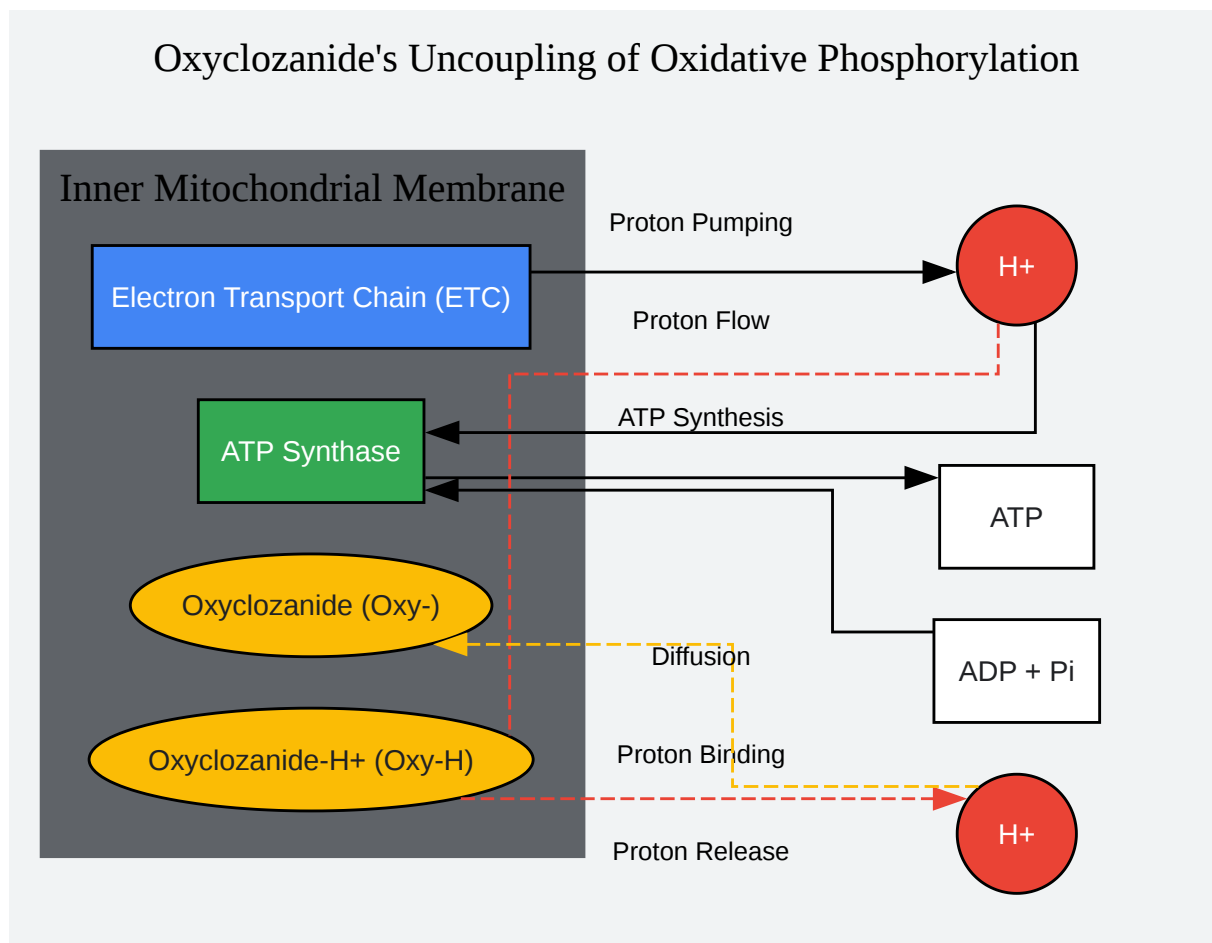 Oxyclozanide's Uncoupling of Oxidative Phosphorylation
Inner Mitochondrial Membrane
Proton Pumping
H+
Electron Transport Chain (ETC)
Proton Flow
ATP Synthesis
ATP Synthase
ATP
Oxyclozanide (Oxy-)
Diffusion
ADP + Pi
Proton Binding
Oxyclozanide-H+ (Oxy-H)
H+
Proton Release